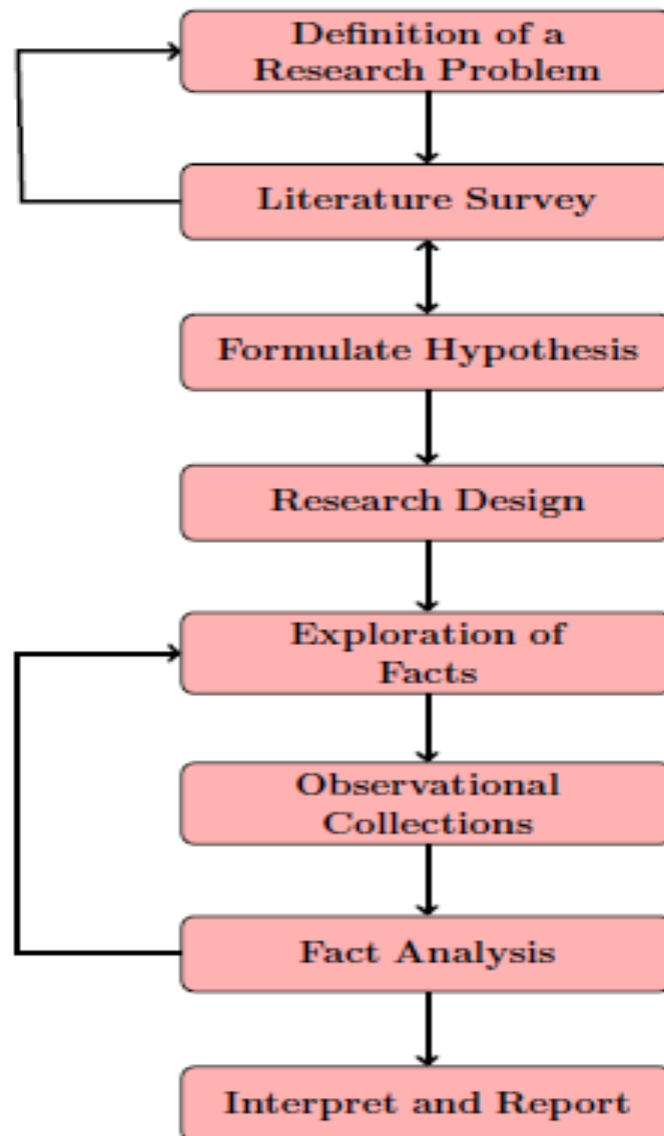 Definition of a
Research Problem
Literature Survey
Formulate Hypothesis
Research Design
Exploration of
Facts
Observational
Collections
Fact Analysis
Interpret and Report